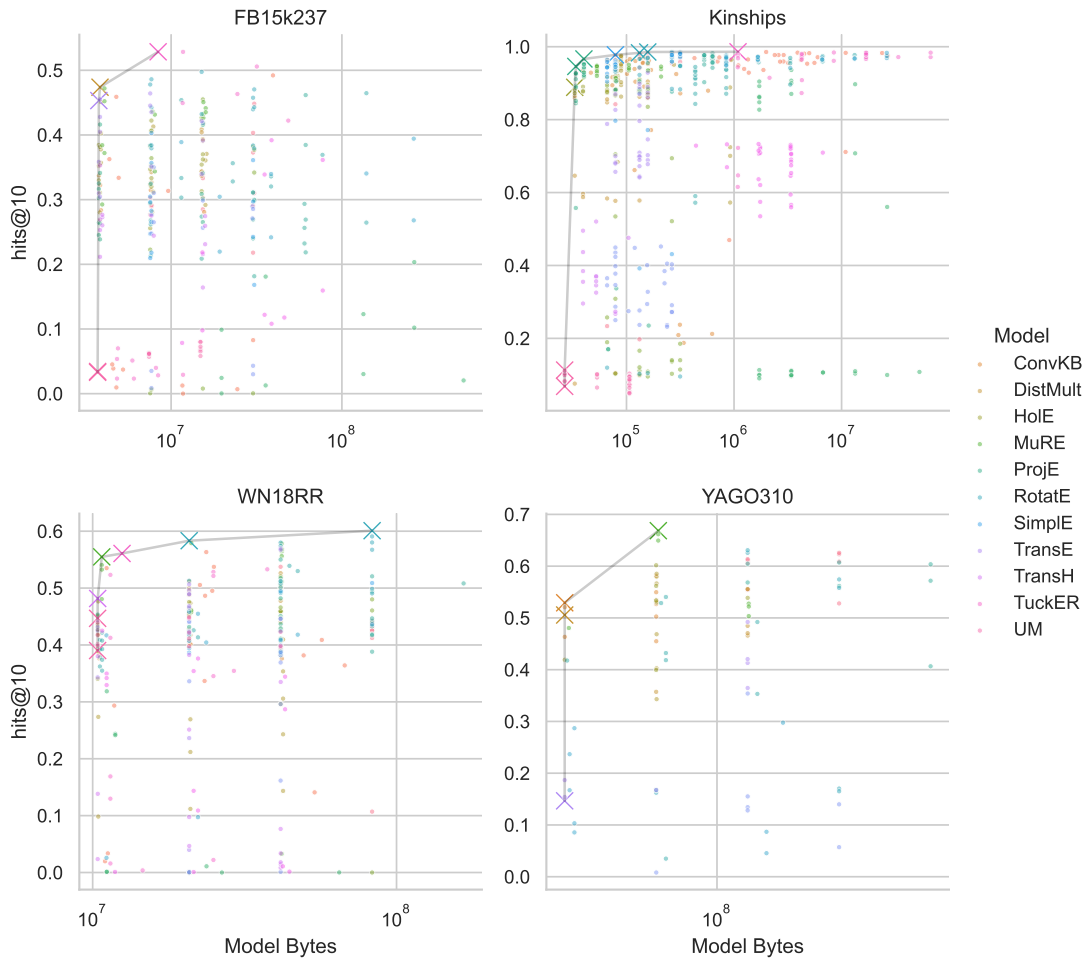 FB15k237
Kinships
hits@10
0.5
0.4
0.3
0.2
0.1
0.0
10^7
10^8
1.0
0.8
0.6
0.4
0.2
10^5
10^6
10^7
Model
ConvKB
DistMult
HolE
MuRE
ProjE
RotatE
SimplE
TransE
TransH
TuckER
UM
WN18RR
YAGO310
hits@10
0.6
0.5
0.4
0.3
0.2
0.1
0.0
10^7
10^8
Model Bytes
0.7
0.6
0.5
0.4
0.3
0.2
0.1
0.0
10^8
Model Bytes